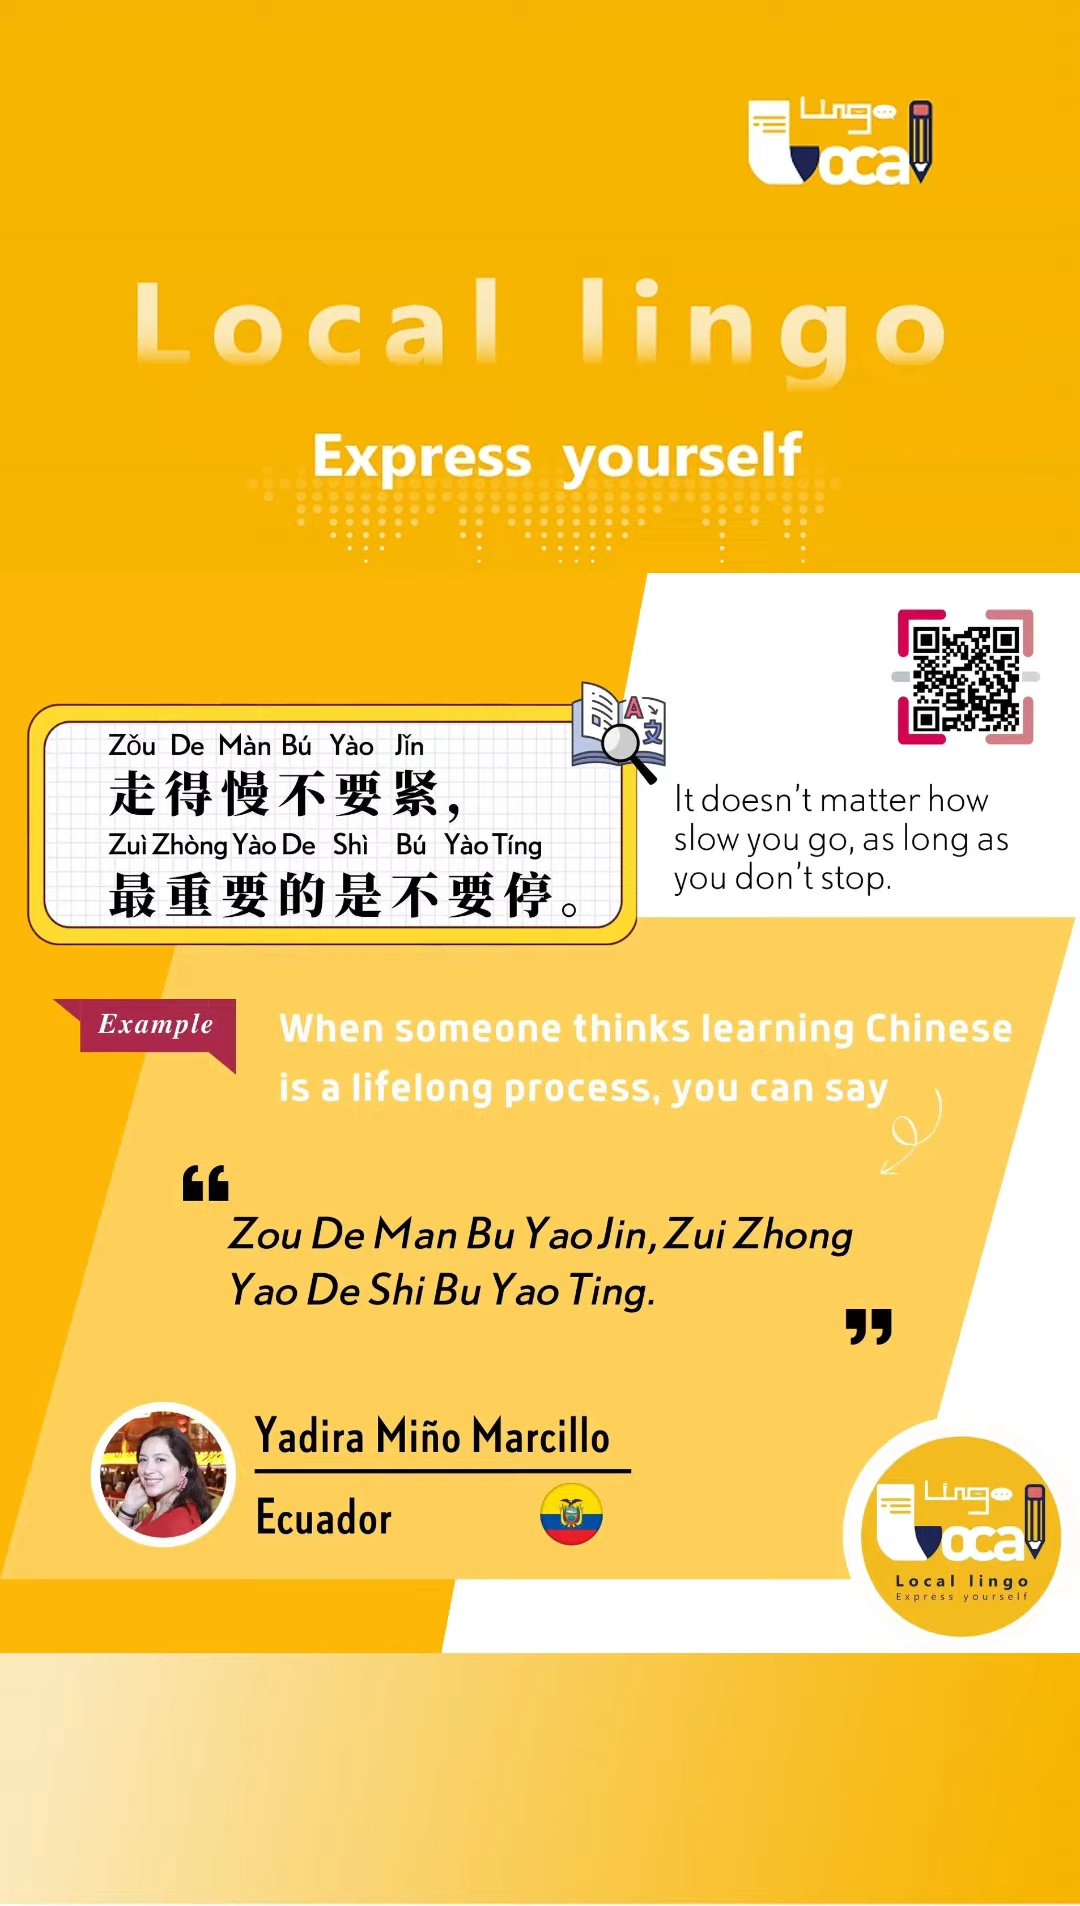 Lingo
Local
Local lingo
Express yourself
Zǒu De Màn Bú Yào Jǐn
走得慢不要紧，
Zuì Zhòng Yào De Shì Bú Yào Tíng
最重要的是不要停。
A
文
It doesn't matter how
slow you go, as long as
you don't stop.
Example
When someone thinks learning Chinese
is a lifelong process, you can say
“
Zou De Man Bu Yao Jin, Zui Zhong
Yao De Shi Bu Yao Ting.
”
Yadira Miño Marcillo
Ecuador
Lingo
Local
Local lingo
Express yourself